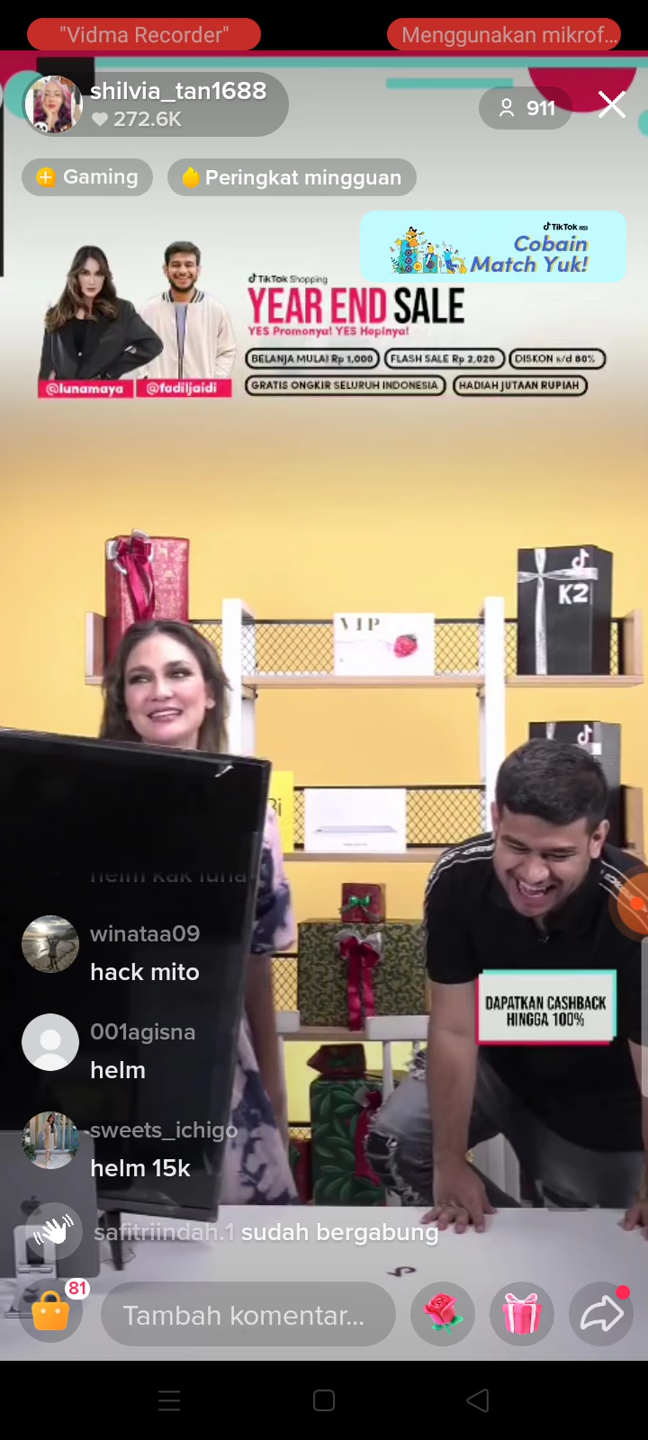 "Vidma Recorder"
Menggunakan mikrof...
shilvia_tan1688
272.6K
911
Gaming
Peringkat mingguan
TikTok
Cobain
Match Yuk!
TikTok Shopping
YEAR END SALE
YES Promonya! YES Hepinya!
BELANJA MULAI Rp 1,000
FLASH SALE Rp 2,020
DISKON s/d 80%
GRATIS ONGKIR SELURUH INDONESIA
HADIAH JUTAAN RUPIAH
@lunamaya
@fadiljaidi
K2
VIP
helm kak luna
winataa09
hack mito
001agisna
helm
sweets_ichigo
helm 15k
DAPATKAN CASHBACK
HINGGA 100%
safitriindah.1 sudah bergabung
81
Tambah komentar...